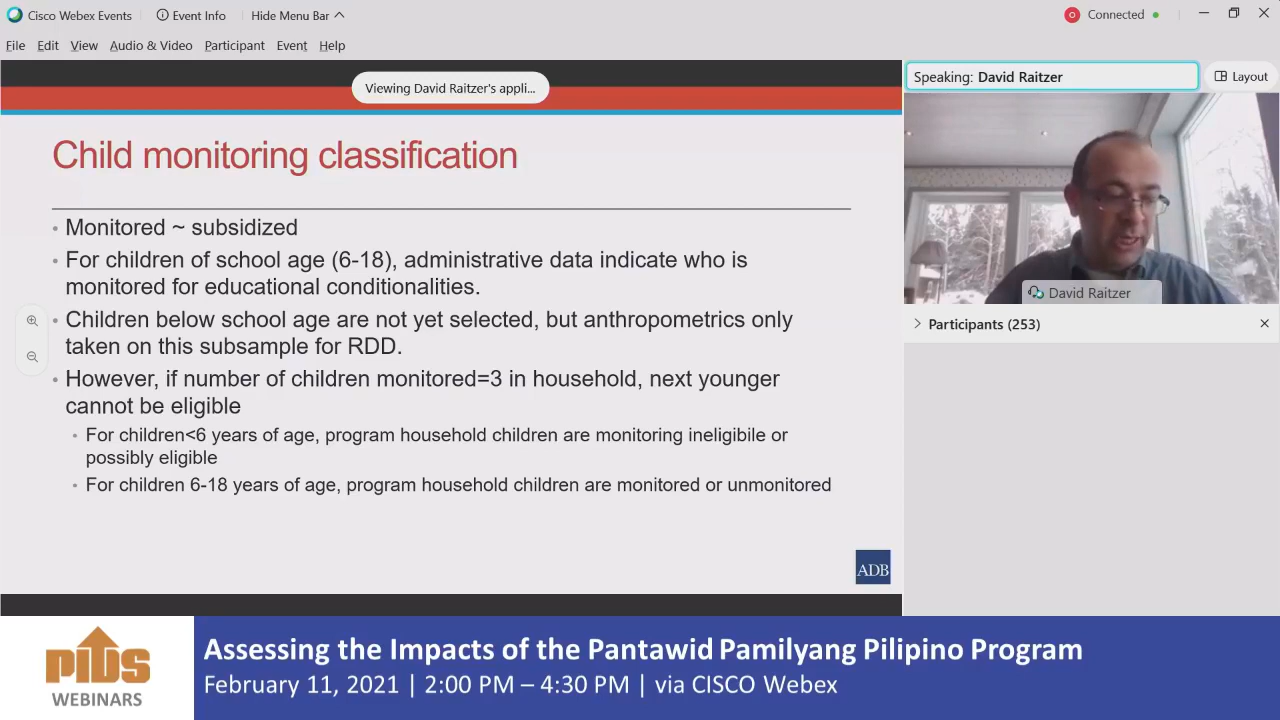 Cisco Webex Events
Event Info
Hide Menu Bar
Connected
File Edit View Audio & Video Participant Event Help
Viewing David Raitzer's appli...
Speaking: David Raitzer
Layout
Child monitoring classification
• Monitored ~ subsidized
• For children of school age (6-18), administrative data indicate who is
monitored for educational conditionalities.
• Children below school age are not yet selected, but anthropometrics only
taken on this subsample for RDD.
• However, if number of children monitored=3 in household, next younger
cannot be eligible
• For children<6 years of age, program household children are monitoring ineligibile or
possibly eligible
• For children 6-18 years of age, program household children are monitored or unmonitored
ADB
David Raitzer
Participants (253)
PIDS
WEBINARS
Assessing the Impacts of the Pantawid Pamilyang Pilipino Program
February 11, 2021 | 2:00 PM – 4:30 PM | via CISCO Webex